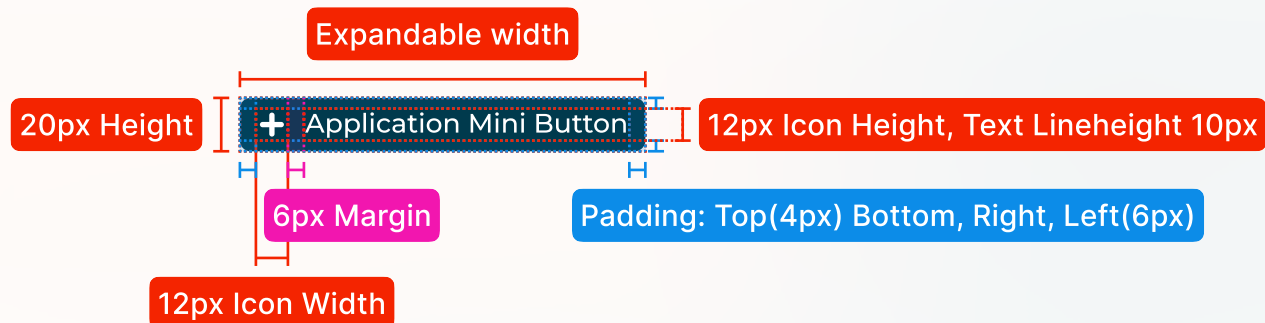 Expandable width
20px Height
Application Mini Button
12px Icon Height, Text Lineheight 10px
6px Margin
Padding: Top(4px) Bottom, Right, Left(6px)
12px Icon Width